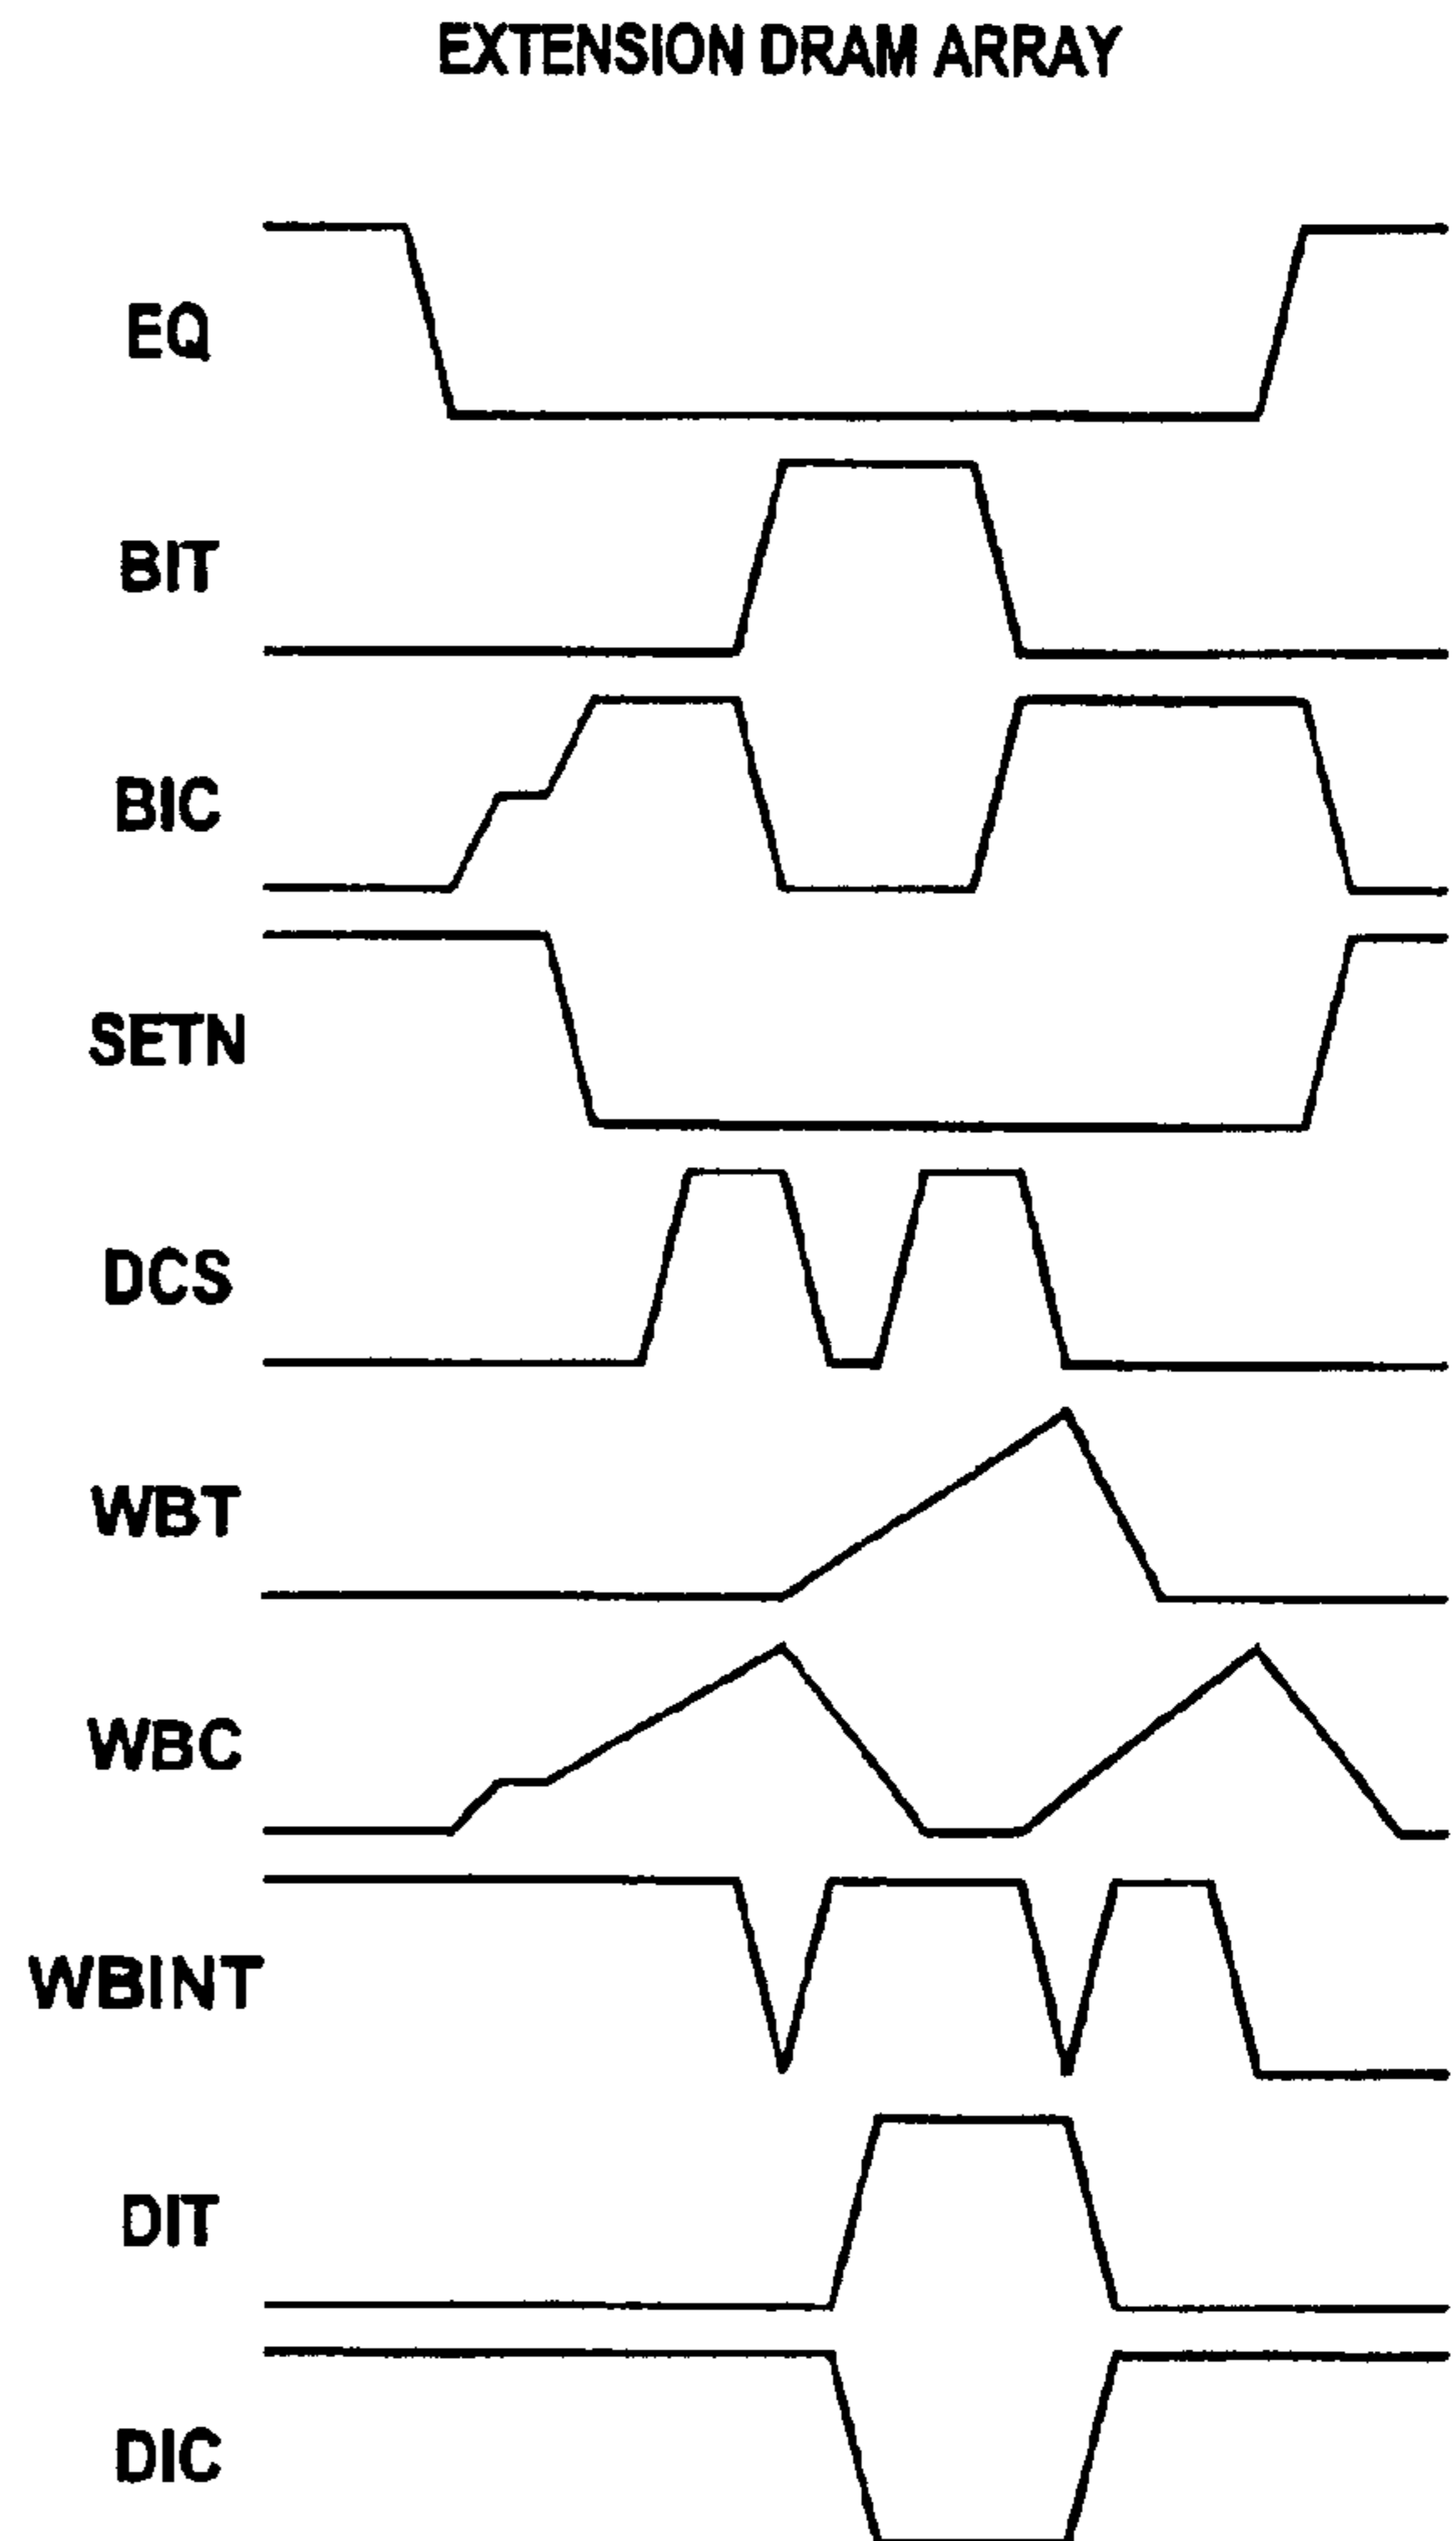 EXTENSION DRAM ARRAY
EQ
BIT
BIC
SETN
DCS
WBT
WBC
WBINT
DIT
DIC